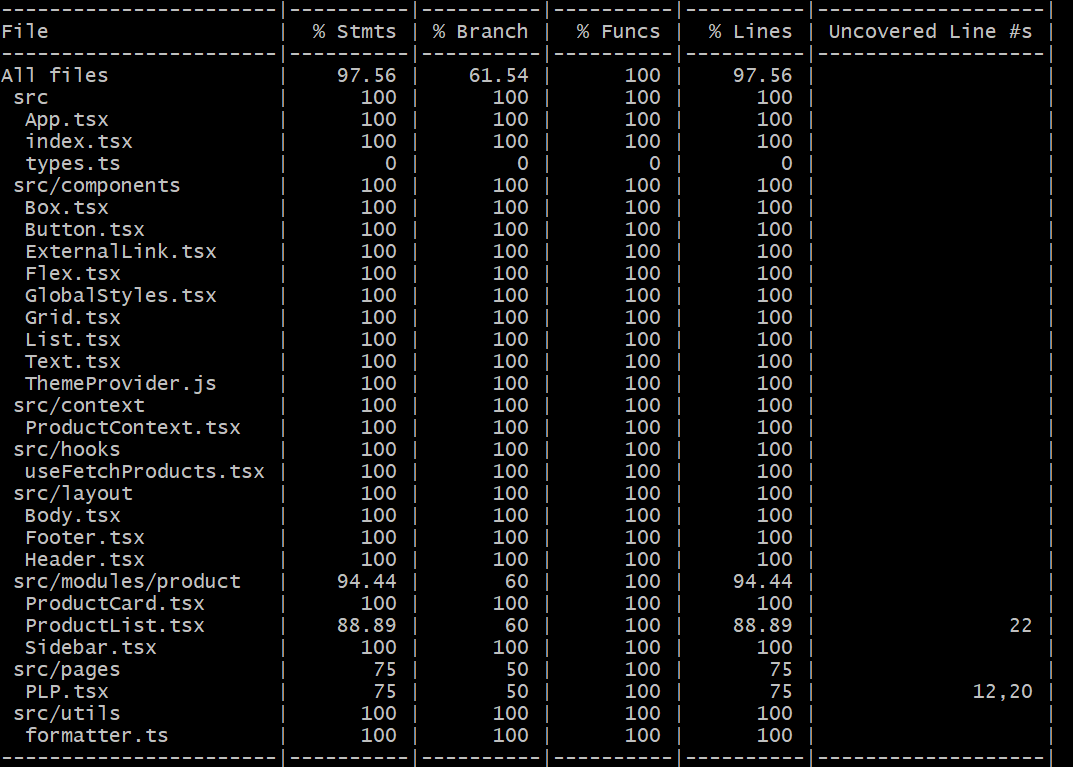 ---------------------------|----------|----------|----------|----------|-------------------|
File                       |  % Stmts | % Branch |  % Funcs |  % Lines | Uncovered Line #s |
---------------------------|----------|----------|----------|----------|-------------------|
All files                  |    97.56 |    61.54 |      100 |    97.56 |                   |
 src                       |      100 |      100 |      100 |      100 |                   |
  App.tsx                  |      100 |      100 |      100 |      100 |                   |
  index.tsx                |      100 |      100 |      100 |      100 |                   |
  types.ts                 |        0 |        0 |        0 |        0 |                   |
 src/components            |      100 |      100 |      100 |      100 |                   |
  Box.tsx                  |      100 |      100 |      100 |      100 |                   |
  Button.tsx               |      100 |      100 |      100 |      100 |                   |
  ExternalLink.tsx         |      100 |      100 |      100 |      100 |                   |
  Flex.tsx                 |      100 |      100 |      100 |      100 |                   |
  GlobalStyles.tsx         |      100 |      100 |      100 |      100 |                   |
  Grid.tsx                 |      100 |      100 |      100 |      100 |                   |
  List.tsx                 |      100 |      100 |      100 |      100 |                   |
  Text.tsx                 |      100 |      100 |      100 |      100 |                   |
  ThemeProvider.js         |      100 |      100 |      100 |      100 |                   |
 src/context               |      100 |      100 |      100 |      100 |                   |
  ProductContext.tsx       |      100 |      100 |      100 |      100 |                   |
 src/hooks                 |      100 |      100 |      100 |      100 |                   |
  useFetchProducts.tsx     |      100 |      100 |      100 |      100 |                   |
 src/layout                |      100 |      100 |      100 |      100 |                   |
  Body.tsx                 |      100 |      100 |      100 |      100 |                   |
  Footer.tsx               |      100 |      100 |      100 |      100 |                   |
  Header.tsx               |      100 |      100 |      100 |      100 |                   |
 src/modules/product       |    94.44 |       60 |      100 |    94.44 |                   |
  ProductCard.tsx          |      100 |      100 |      100 |      100 |                   |
  ProductList.tsx          |    88.89 |       60 |      100 |    88.89 |                22 |
  Sidebar.tsx              |      100 |      100 |      100 |      100 |                   |
 src/pages                 |       75 |       50 |      100 |       75 |                   |
  PLP.tsx                  |       75 |       50 |      100 |       75 |             12,20 |
 src/utils                 |      100 |      100 |      100 |      100 |                   |
  formatter.ts             |      100 |      100 |      100 |      100 |                   |
---------------------------|----------|----------|----------|----------|-------------------|